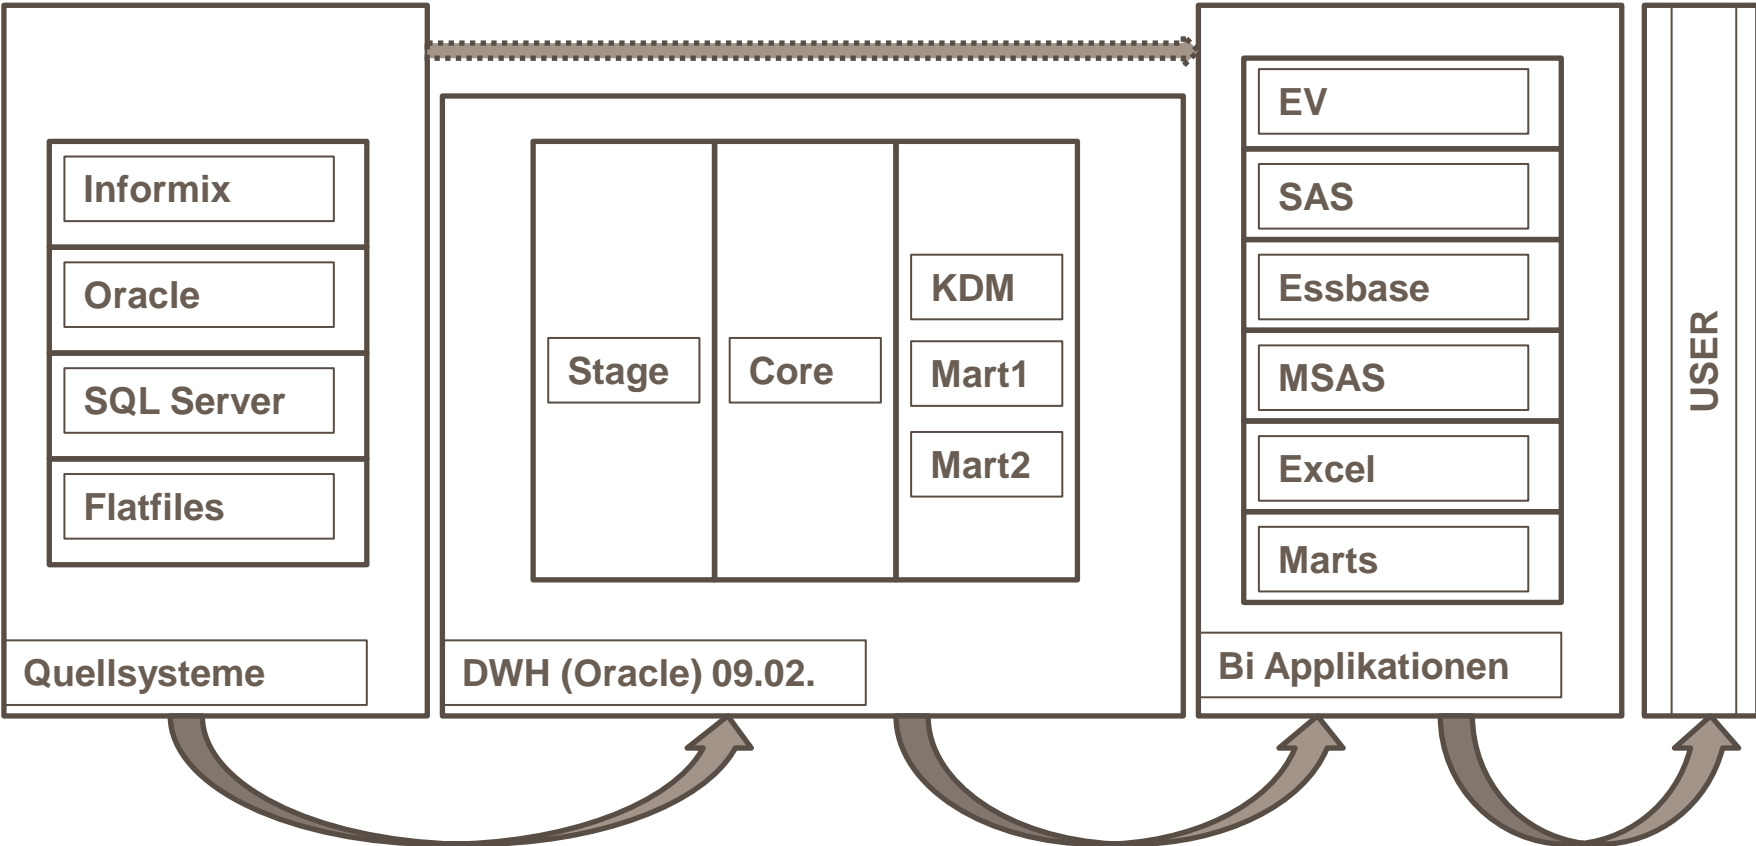 Informix
Oracle
SQL Server
Flatfiles
Quellsysteme
Stage
Core
KDM
Mart1
Mart2
DWH (Oracle) 09.02.
EV
SAS
Essbase
MSAS
Excel
Marts
Bi Applikationen
USER